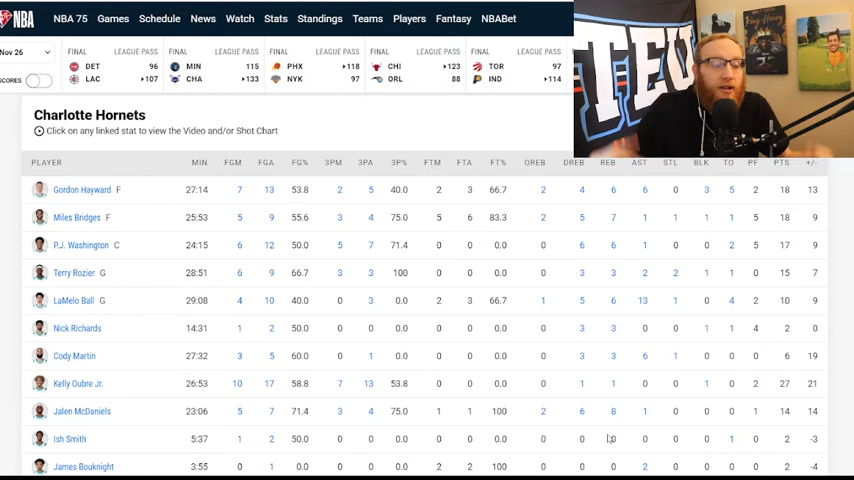 NBA NBA 75 Games Schedule News Watch Stats Standings Teams Players Fantasy NBABet
Nov 26 FINAL LEAGUE PASS FINAL LEAGUE PASS FINAL LEAGUE PASS FINAL LEAGUE PASS FINAL LEAGUE PASS
DET 96 MIN 115 PHX 118 CHI 123 TOR 97
SCORES LAC 107 CHA 133 NYK 97 ORL 88 IND 114
TEU
Charlotte Hornets
Click on any linked stat to view the Video and/or Shot Chart
PLAYER MIN FGM FGA FG% 3PM 3PA 3P% FTM FTA FT% OREB DREB REB AST STL BLK TO PF PTS +/-
Gordon Hayward F 27:14 7 13 53.8 2 5 40.0 2 3 66.7 2 4 6 6 0 3 5 2 18 13
Miles Bridges F 25:53 5 9 55.6 3 4 75.0 5 6 83.3 2 5 7 1 1 1 1 5 18 9
P.J. Washington C 24:15 6 12 50.0 5 7 71.4 0 0 0.0 0 6 6 1 0 0 2 5 17 9
Terry Rozier G 28:51 6 9 66.7 3 3 100 0 0 0.0 0 3 3 2 2 1 1 0 15 7
LaMelo Ball G 29:08 4 10 40.0 0 3 0.0 2 3 66.7 1 5 6 13 1 0 4 2 10 9
Nick Richards 14:31 1 2 50.0 0 0 0.0 0 0 0.0 0 3 3 0 0 1 1 4 2 0
Cody Martin 27:32 3 5 60.0 0 1 0.0 0 0 0.0 0 3 3 6 1 0 0 0 6 19
Kelly Oubre Jr. 26:53 10 17 58.8 7 13 53.8 0 0 0.0 0 1 1 0 0 1 0 2 27 21
Jalen McDaniels 23:06 5 7 71.4 3 4 75.0 1 1 100 2 6 8 1 0 0 0 1 14 14
Ish Smith 5:37 1 2 50.0 0 0 0.0 0 0 0.0 0 0 0 0 0 0 1 0 2 -3
James Bouknight 3:55 0 1 0.0 0 0 0.0 2 2 100 0 0 0 2 0 0 0 0 2 -4